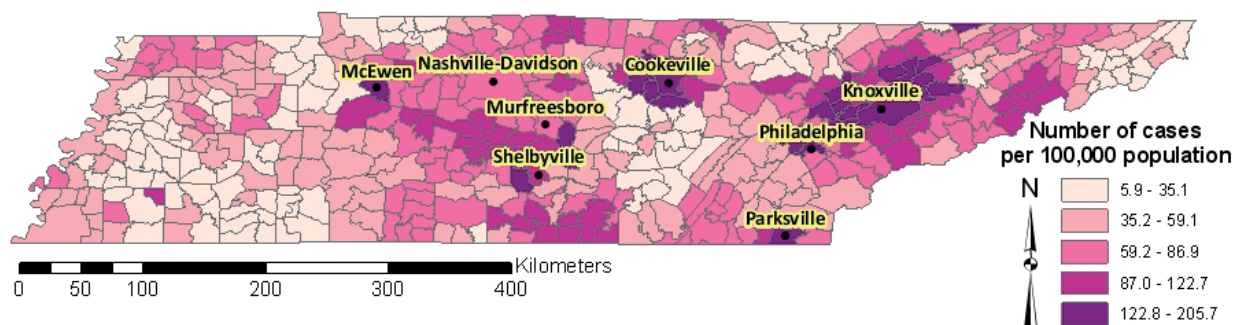 McEwen
Nashville-Davidson
Cookeville
Murfreesboro
Knoxville
Shelbyville
Philadelphia
Parksville
Number of cases
per 100,000 population
N
5.9 - 35.1
35.2 - 59.1
59.2 - 86.9
87.0 - 122.7
122.8 - 205.7
Kilometers
0 50 100 200 300 400